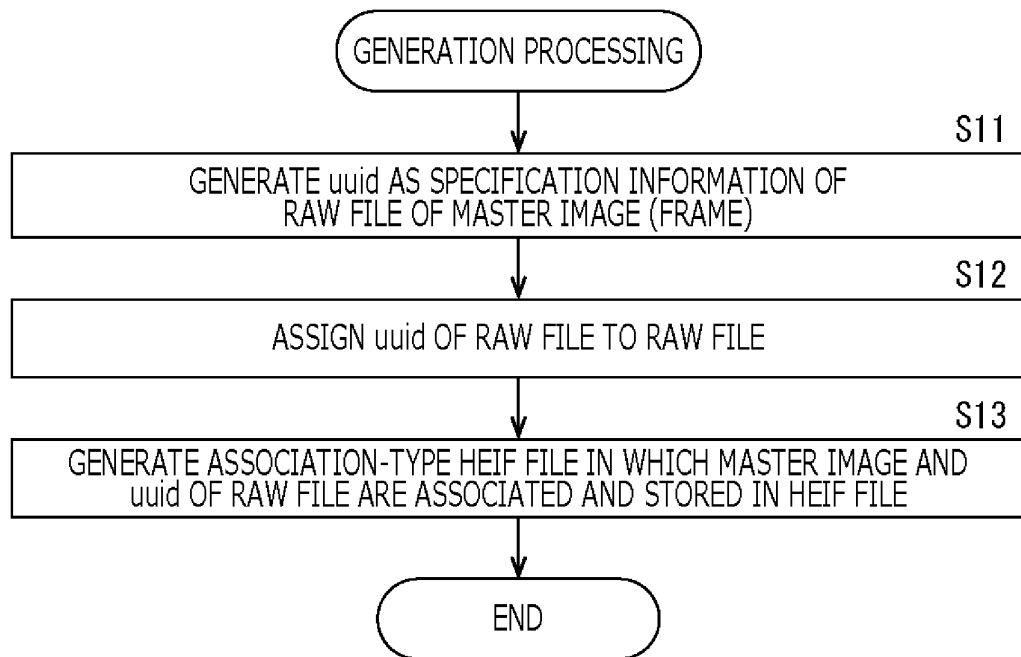 GENERATION PROCESSING
S11
GENERATE uuid AS SPECIFICATION INFORMATION OF
RAW FILE OF MASTER IMAGE (FRAME)
S12
ASSIGN uuid OF RAW FILE TO RAW FILE
S13
GENERATE ASSOCIATION-TYPE HEIF FILE IN WHICH MASTER IMAGE AND
uuid OF RAW FILE ARE ASSOCIATED AND STORED IN HEIF FILE
END